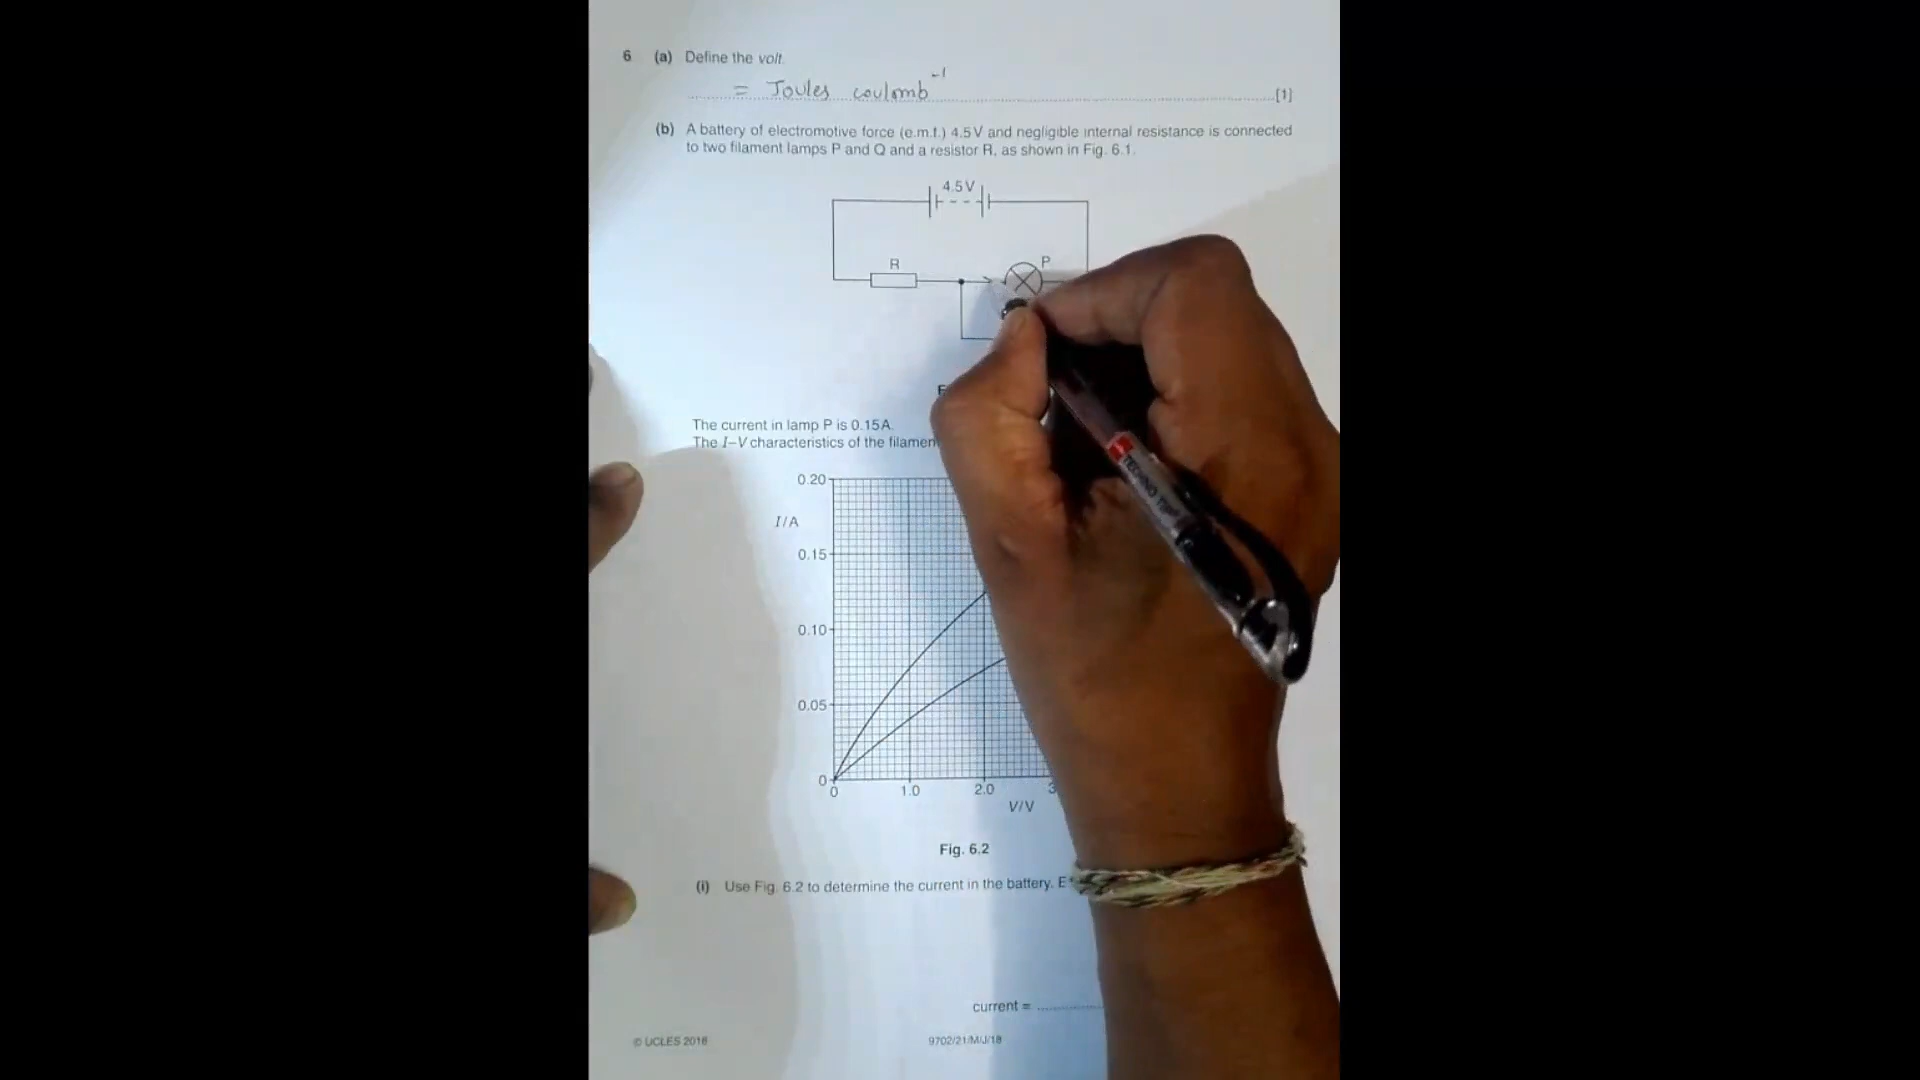 6 (a) Define the volt.
= Joules coulomb⁻¹
[1]
(b) A battery of electromotive force (e.m.f.) 4.5 V and negligible internal resistance is connected
to two filament lamps P and Q and a resistor R, as shown in Fig. 6.1.
4.5 V
R
P
The current in lamp P is 0.15 A.
The I–V characteristics of the filamen
0.20
I/A
0.15
0.10
0.05
0
0 1.0 2.0 3
V/V
Fig. 6.2
(i) Use Fig. 6.2 to determine the current in the battery. E
current =
© UCLES 2018 9702/21/M/J/18
TECHNO TIP